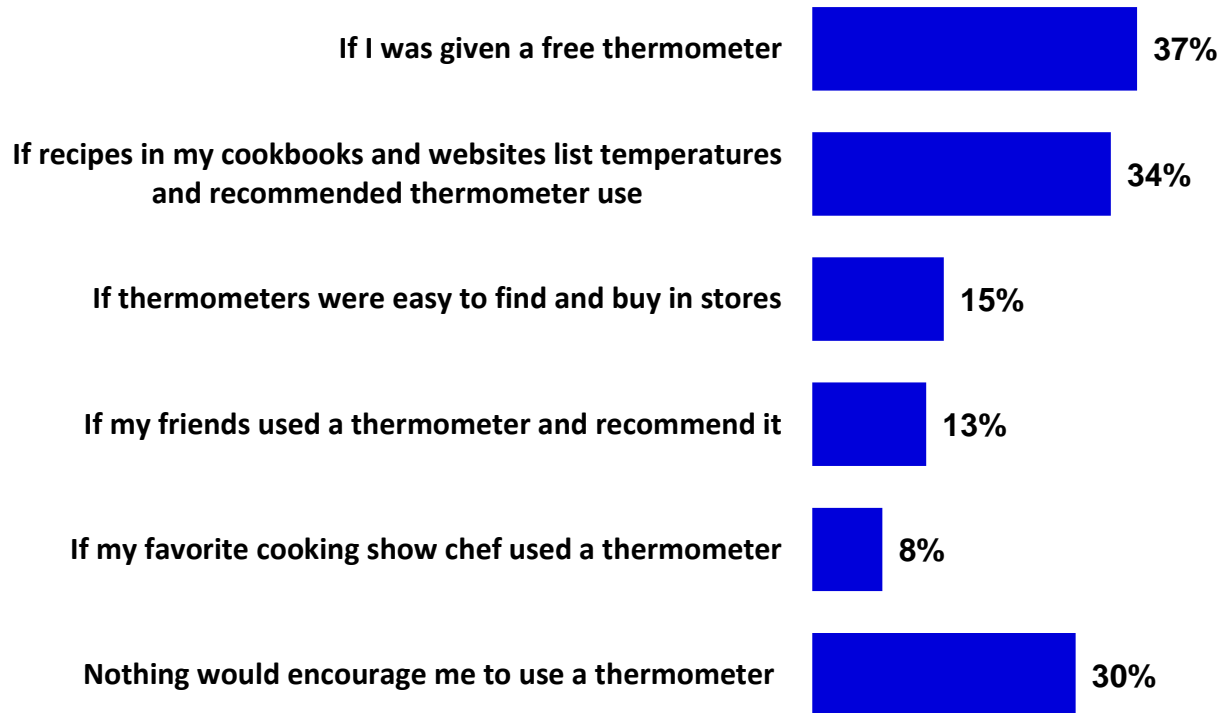 If I was given a free thermometer
37%
If recipes in my cookbooks and websites list temperatures
and recommended thermometer use
34%
If thermometers were easy to find and buy in stores
15%
If my friends used a thermometer and recommend it
13%
If my favorite cooking show chef used a thermometer
8%
Nothing would encourage me to use a thermometer
30%